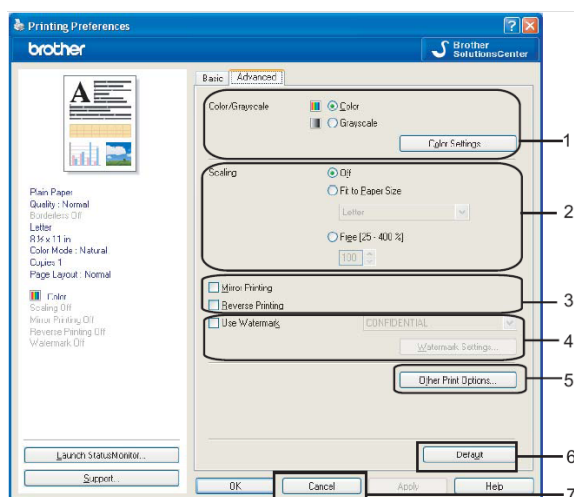 Printing Preferences
brother
Brother
SolutionsCenter
Basic
Advanced
Color/Grayscale
Color
Grayscale
Color Settings
1
Scaling
Off
Fit to Paper Size
Letter
Free [25 - 400 %]
100
2
Mirror Printing
Reverse Printing
3
Use Watermark
CONFIDENTIAL
Watermark Settings...
4
Other Print Options...
5
Default
6
OK
Cancel
Apply
Help
7
A
Plain Paper
Quality : Normal
Borderless Off
Letter
8 ½ x 11 in
Color Mode : Natural
Copies 1
Page Layout : Normal
Color
Scaling Off
Mirror Printing Off
Reverse Printing Off
Watermark Off
Launch StatusMonitor...
Support...